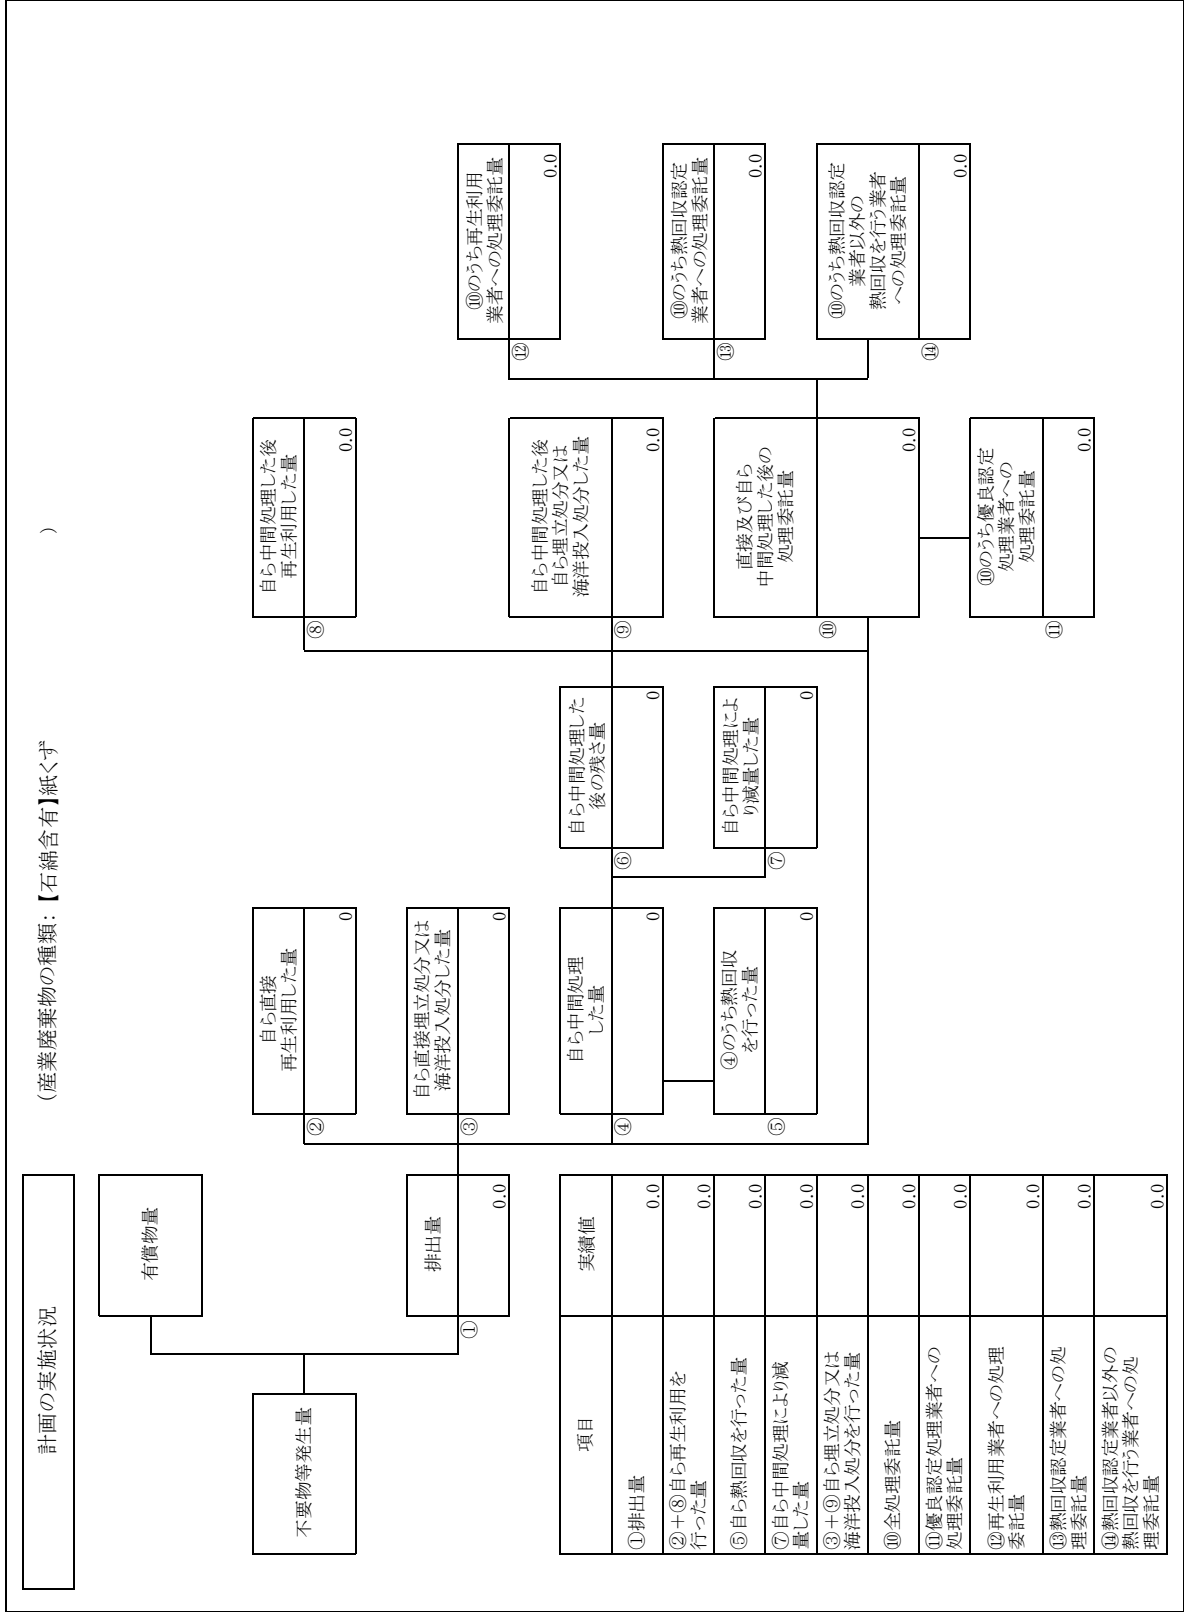 計画の実施状況
(産業廃棄物の種類：【石綿含有】紙くず
)
不要物等発生量
有償物量
排出量
①
0.0
自ら直接
再生利用した量
②
0
自ら直接埋立処分又は
海洋投入処分した量
③
0
自ら中間処理
した量
④
0
④のうち熱回収
を行った量
⑤
0
自ら中間処理した
後の残さ量
⑥
0
自ら中間処理によ
り減量した量
⑦
0
自ら中間処理した後
再生利用した量
⑧
0.0
自ら中間処理した後
自ら埋立処分又は
海洋投入処分した量
⑨
0.0
直接及び自ら
中間処理した後の
処理委託量
⑩
0.0
⑩のうち優良認定
処理業者への
処理委託量
⑪
0.0
⑩のうち再生利用
業者への処理委託量
⑫
0.0
⑩のうち熱回収認定
業者への処理委託量
⑬
0.0
⑩のうち熱回収認定
業者以外の
熱回収を行う業者
への処理委託量
⑭
0.0
項目
実績値
①排出量
0.0
②＋⑧自ら再生利用を
行った量
0.0
⑤自ら熱回収を行った量
0.0
⑦自ら中間処理により減
量した量
0.0
③＋⑨自ら埋立処分又は
海洋投入処分を行った量
0.0
⑩全処理委託量
0.0
⑪優良認定処理業者への
処理委託量
0.0
⑫再生利用業者への処理
委託量
0.0
⑬熱回収認定業者への処
理委託量
0.0
⑭熱回収認定業者以外の
熱回収を行う業者への処
理委託量
0.0